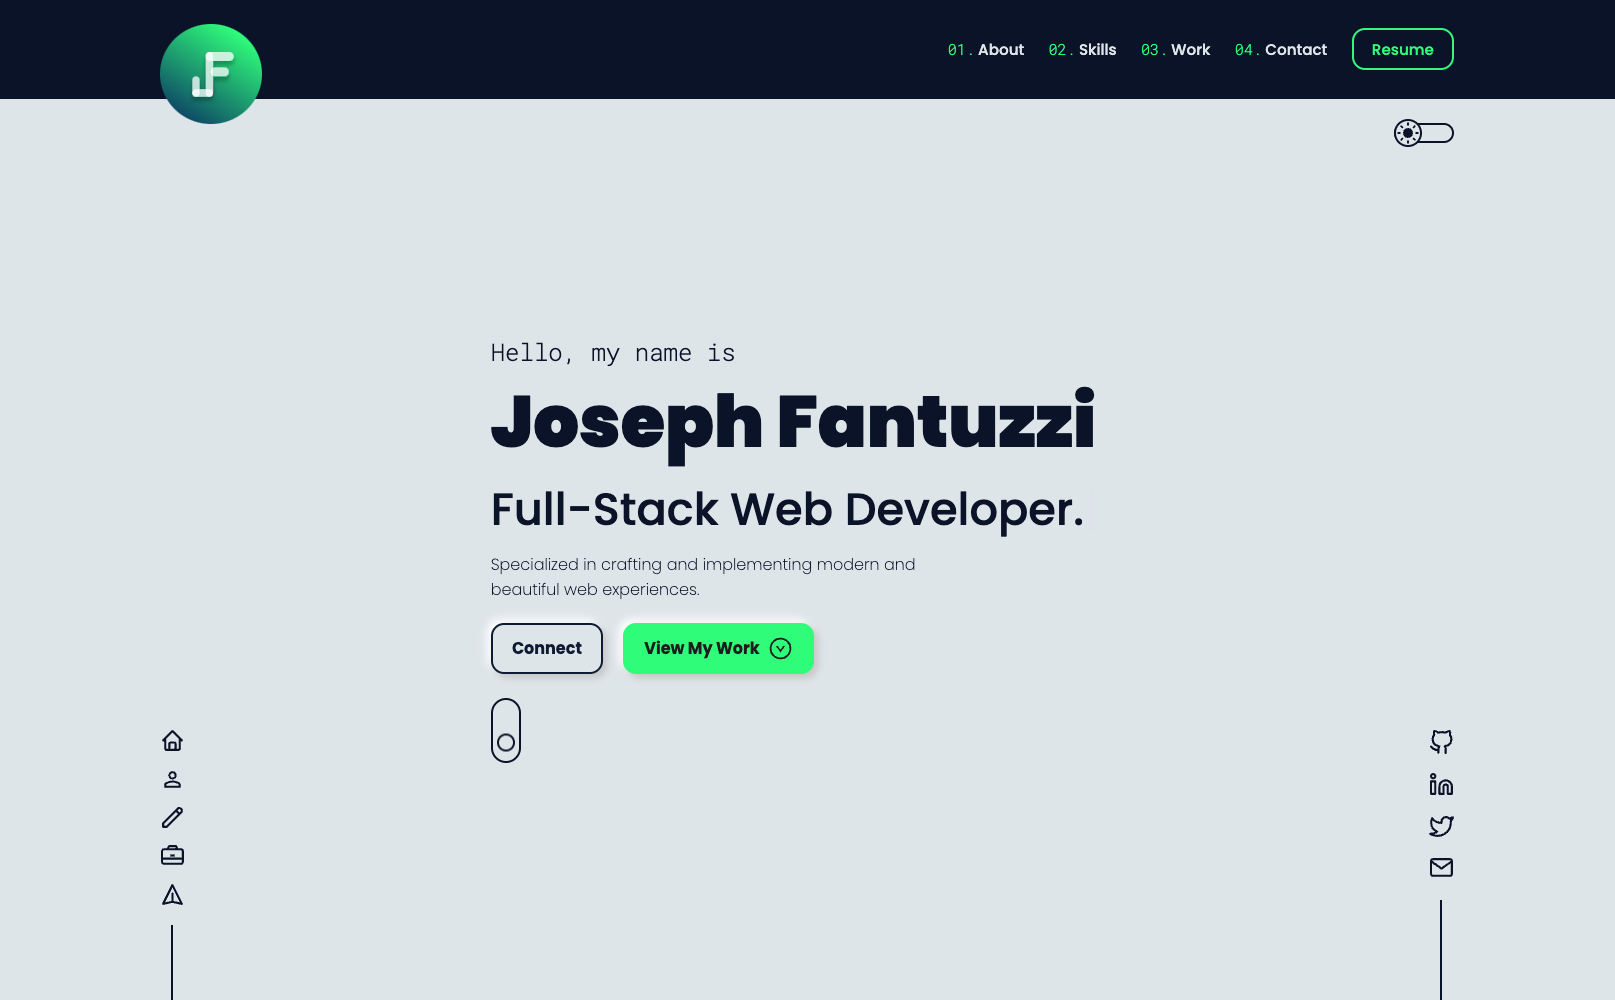 JF
01. About 02. Skills 03. Work 04. Contact Resume
Hello, my name is
Joseph Fantuzzi
Full-Stack Web Developer.
Specialized in crafting and implementing modern and
beautiful web experiences.
Connect View My Work